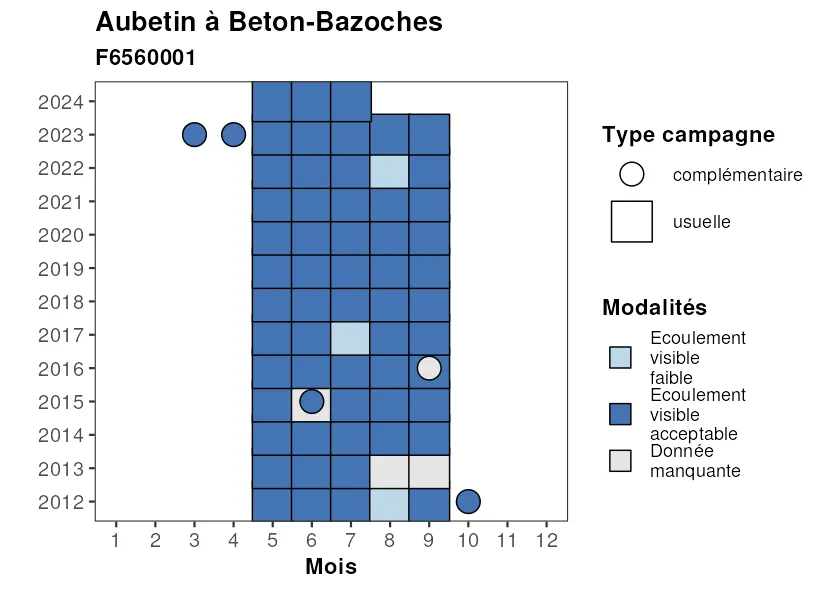 Aubetin à Beton-Bazoches
F6560001
2024
2023
2022
2021
2020
2019
2018
2017
2016
2015
2014
2013
2012
1 2 3 4 5 6 7 8 9 10 11 12
Mois
Type campagne
complémentaire
usuelle
Modalités
Ecoulement
visible
faible
Ecoulement
visible
acceptable
Donnée
manquante